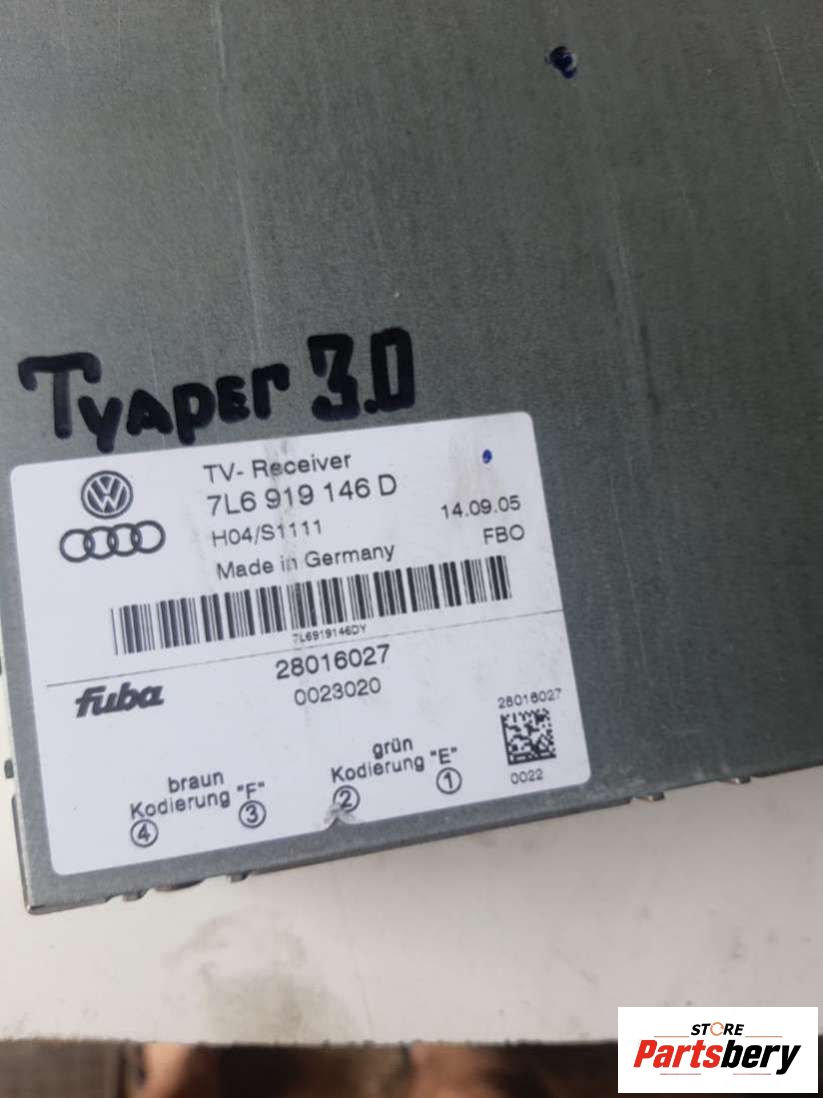 Туарег 3.0
TV- Receiver
7L6 919 146 D
14.09.05
H04/S1111
FBO
Made in Germany
7L6919146DY
28016027
fuba
0023020
28016027
0022
braun
Kodierung "F"
4 3
grün
Kodierung "E"
2 1
STORE
Partsbery